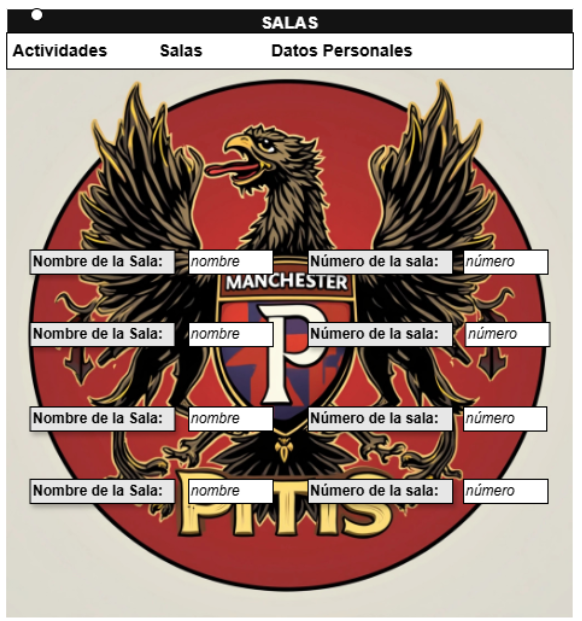 SALAS
Actividades Salas Datos Personales
Nombre de la Sala: nombre Número de la sala: número
MANCHESTER
P
Nombre de la Sala: nombre Número de la sala: número
Nombre de la Sala: nombre Número de la sala: número
Nombre de la Sala: nombre Número de la sala: número
PITIS